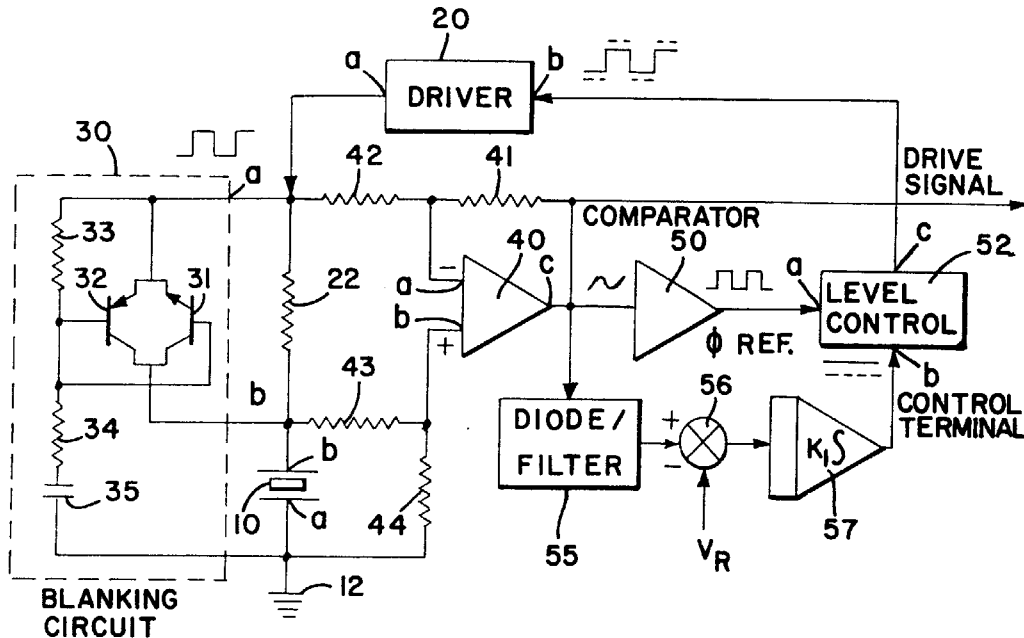 20
a
DRIVER
b
30
a
42
41
DRIVE
SIGNAL
COMPARATOR
33
32
31
22
−
a
40
c
b
+
50
ϕ REF.
a
c
52
LEVEL
CONTROL
b
CONTROL
TERMINAL
b
43
34
35
b
10
a
44
DIODE/
FILTER
55
+
−
56
V_R
K₁∫
57
12
BLANKING
CIRCUIT